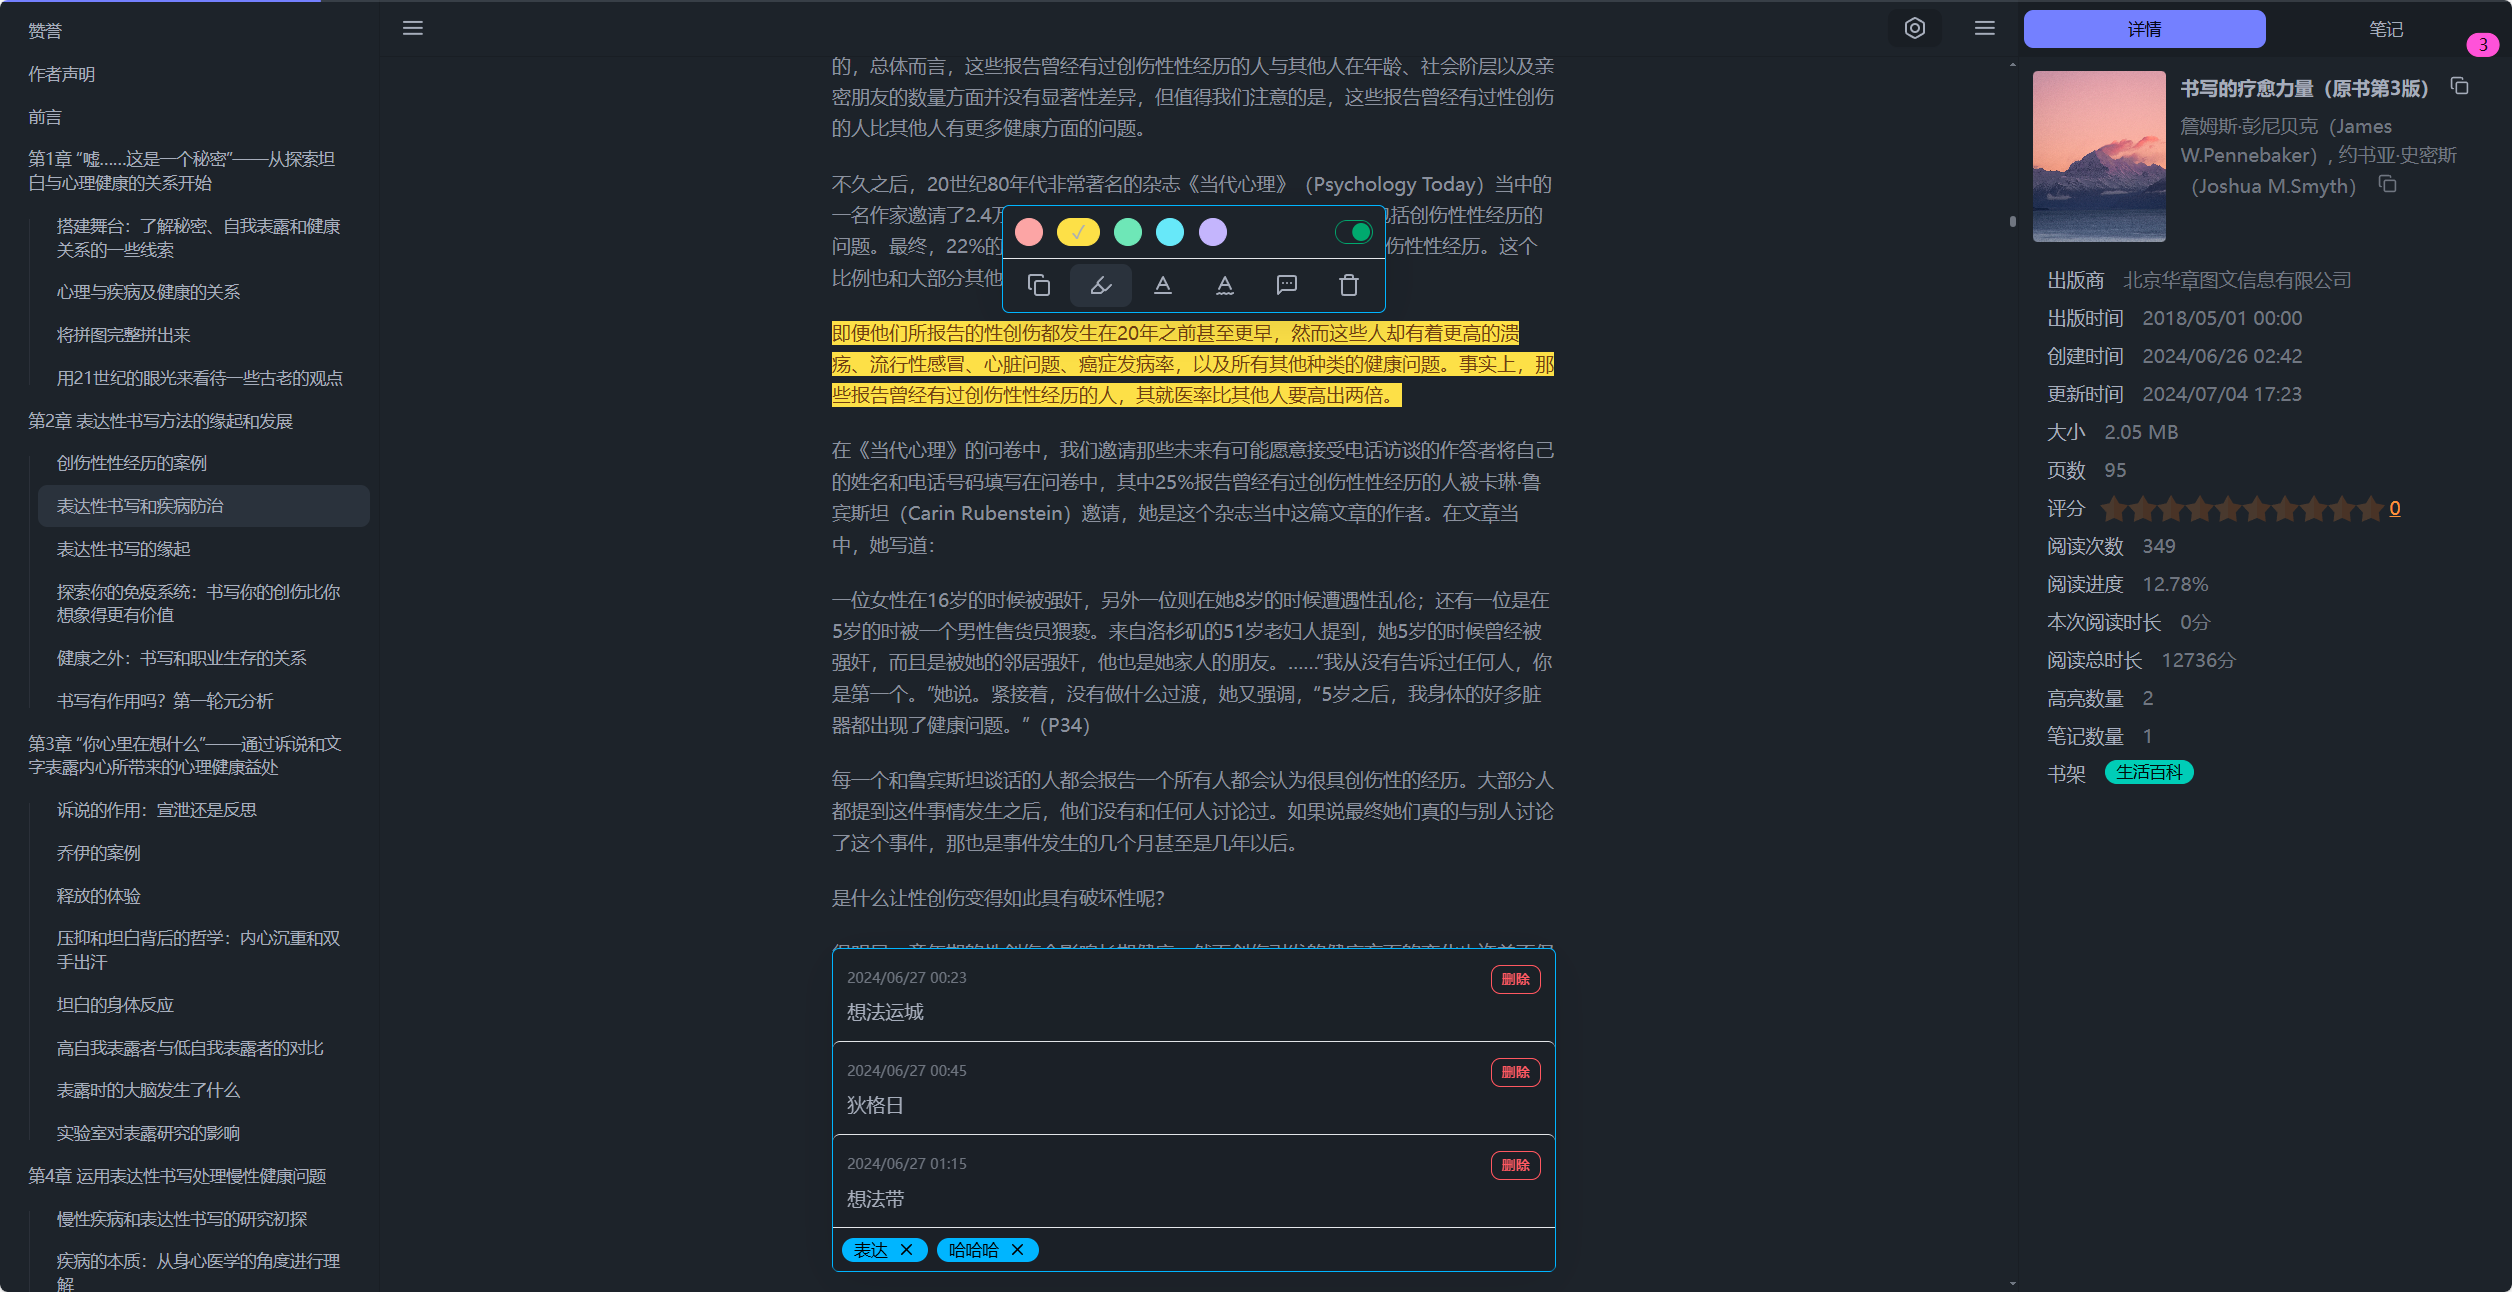 赞誉
作者声明
前言
第1章 “嘘……这是一个秘密”——从探索坦
白与心理健康的关系开始
搭建舞台：了解秘密、自我表露和健康
关系的一些线索
心理与疾病及健康的关系
将拼图完整拼出来
用21世纪的眼光来看待一些古老的观点
第2章 表达性书写方法的缘起和发展
创伤性性经历的案例
表达性书写和疾病防治
表达性书写的缘起
探索你的免疫系统：书写你的创伤比你
想象得更有价值
健康之外：书写和职业生存的关系
书写有作用吗？第一轮元分析
第3章 “你心里在想什么”——通过诉说和文
字表露内心所带来的心理健康益处
诉说的作用：宣泄还是反思
乔伊的案例
释放的体验
压抑和坦白背后的哲学：内心沉重和双
手出汗
坦白的身体反应
高自我表露者与低自我表露者的对比
表露时的大脑发生了什么
实验室对表露研究的影响
第4章 运用表达性书写处理慢性健康问题
慢性疾病和表达性书写的研究初探
疾病的本质：从身心医学的角度进行理
解
的，总体而言，这些报告曾经有过创伤性性经历的人与其他人在年龄、社会阶层以及亲
密朋友的数量方面并没有显著性差异，但值得我们注意的是，这些报告曾经有过性创伤
的人比其他人有更多健康方面的问题。
不久之后，20世纪80年代非常著名的杂志《当代心理》（Psychology Today）当中的
一名作家邀请了2.4 括创伤性性经历的
问题。最终，22%的 伤性性经历。这个
比例也和大部分其他
即便他们所报告的性创伤都发生在20年之前甚至更早，然而这些人却有着更高的溃
疡、流行性感冒、心脏问题、癌症发病率，以及所有其他种类的健康问题。事实上，那
些报告曾经有过创伤性性经历的人，其就医率比其他人要高出两倍。
在《当代心理》的问卷中，我们邀请那些未来有可能愿意接受电话访谈的作答者将自己
的姓名和电话号码填写在问卷中，其中25%报告曾经有过创伤性性经历的人被卡琳·鲁
宾斯坦（Carin Rubenstein）邀请，她是这个杂志当中这篇文章的作者。在文章当
中，她写道：
一位女性在16岁的时候被强奸，另外一位则在她8岁的时候遭遇性乱伦；还有一位是在
5岁的时被一个男性售货员猥亵。来自洛杉矶的51岁老妇人提到，她5岁的时候曾经被
强奸，而且是被她的邻居强奸，他也是她家人的朋友。……“我从没有告诉过任何人，你
是第一个。”她说。紧接着，没有做什么过渡，她又强调，“5岁之后，我身体的好多脏
器都出现了健康问题。”（P34）
每一个和鲁宾斯坦谈话的人都会报告一个所有人都会认为很具创伤性的经历。大部分人
都提到这件事情发生之后，他们没有和任何人讨论过。如果说最终她们真的与别人讨论
了这个事件，那也是事件发生的几个月甚至是几年以后。
是什么让性创伤变得如此具有破坏性呢？
2024/06/27 00:23
删除
想法运城
2024/06/27 00:45
删除
狄格日
2024/06/27 01:15
删除
想法带
表达 ✕ 哈哈哈 ✕
详情 笔记
3
书写的疗愈力量（原书第3版）
詹姆斯·彭尼贝克（James
W.Pennebaker）, 约书亚·史密斯
（Joshua M.Smyth）
出版商 北京华章图文信息有限公司
出版时间 2018/05/01 00:00
创建时间 2024/06/26 02:42
更新时间 2024/07/04 17:23
大小 2.05 MB
页数 95
评分 0
阅读次数 349
阅读进度 12.78%
本次阅读时长 0分
阅读总时长 12736分
高亮数量 2
笔记数量 1
书架 生活百科